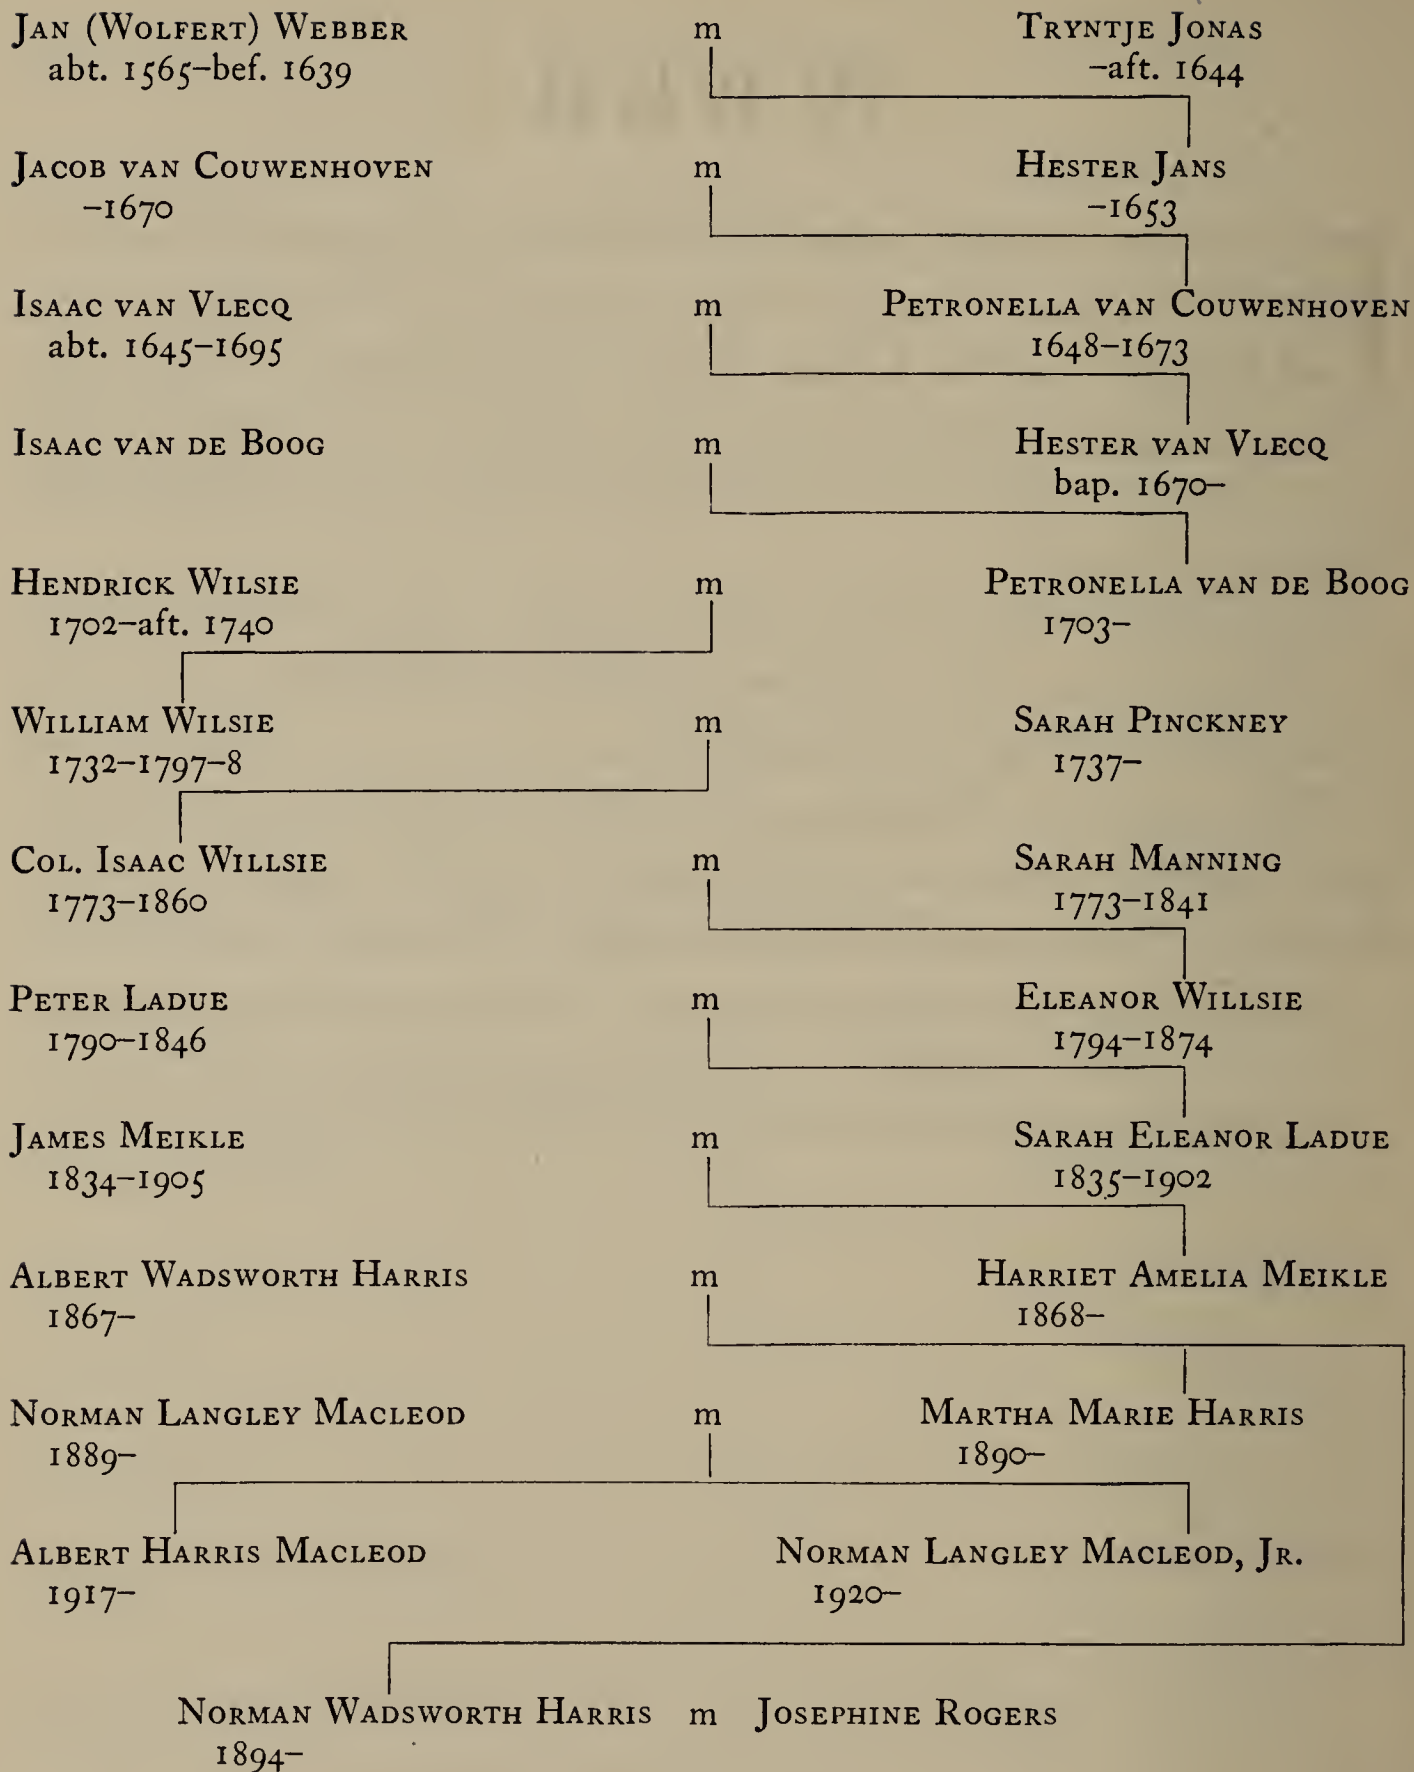 JAN (WOLFERT) WEBBER m TRYNTJE JONAS
abt. 1565–bef. 1639 –aft. 1644
JACOB VAN COUWENHOVEN m HESTER JANS
–1670 –1653
ISAAC VAN VLECQ m PETRONELLA VAN COUWENHOVEN
abt. 1645–1695 1648–1673
ISAAC VAN DE BOOG m HESTER VAN VLECQ
bap. 1670–
HENDRICK WILSIE m PETRONELLA VAN DE BOOG
1702–aft. 1740 1703–
WILLIAM WILSIE m SARAH PINCKNEY
1732–1797–8 1737–
COL. ISAAC WILLSIE m SARAH MANNING
1773–1860 1773–1841
PETER LADUE m ELEANOR WILLSIE
1790–1846 1794–1874
JAMES MEIKLE m SARAH ELEANOR LADUE
1834–1905 1835–1902
ALBERT WADSWORTH HARRIS m HARRIET AMELIA MEIKLE
1867– 1868–
NORMAN LANGLEY MACLEOD m MARTHA MARIE HARRIS
1889– 1890–
ALBERT HARRIS MACLEOD NORMAN LANGLEY MACLEOD, JR.
1917– 1920–
NORMAN WADSWORTH HARRIS m JOSEPHINE ROGERS
1894–